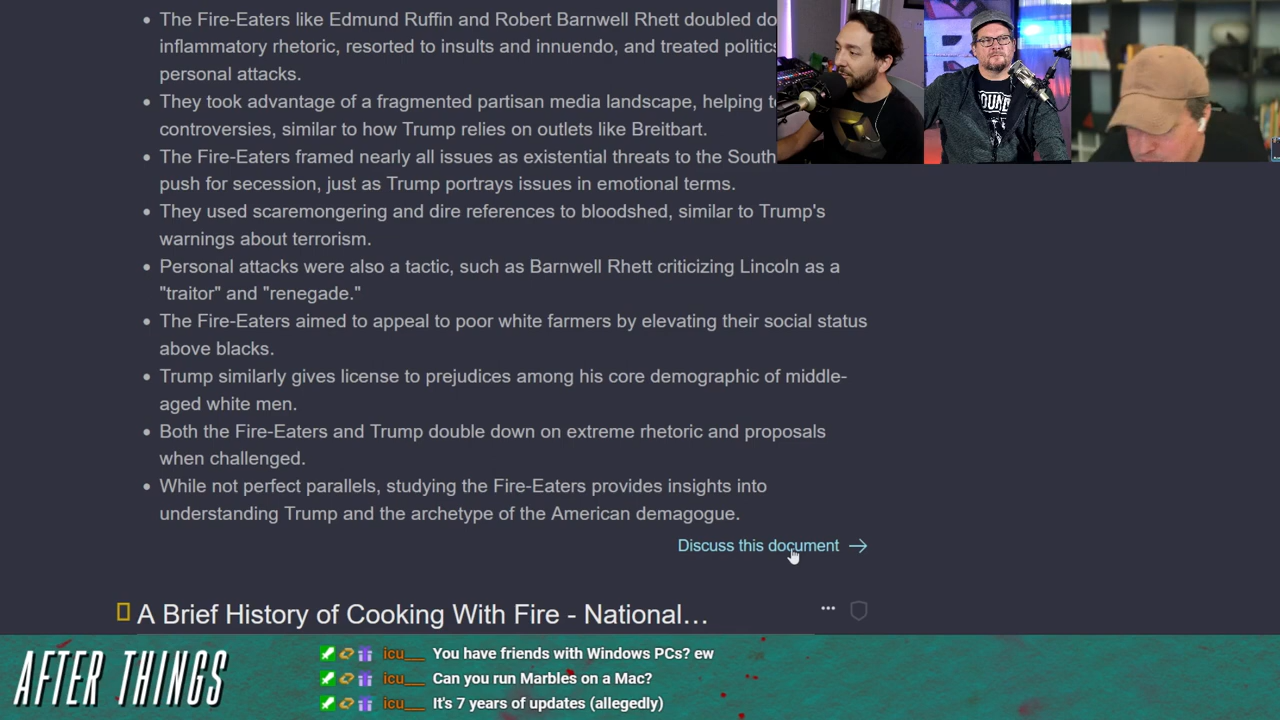 The Fire-Eaters like Edmund Ruffin and Robert Barnwell Rhett doubled do
inflammatory rhetoric, resorted to insults and innuendo, and treated politics
personal attacks.
They took advantage of a fragmented partisan media landscape, helping t
controversies, similar to how Trump relies on outlets like Breitbart.
The Fire-Eaters framed nearly all issues as existential threats to the South
push for secession, just as Trump portrays issues in emotional terms.
They used scaremongering and dire references to bloodshed, similar to Trump's
warnings about terrorism.
Personal attacks were also a tactic, such as Barnwell Rhett criticizing Lincoln as a
"traitor" and "renegade."
The Fire-Eaters aimed to appeal to poor white farmers by elevating their social status
above blacks.
Trump similarly gives license to prejudices among his core demographic of middle-
aged white men.
Both the Fire-Eaters and Trump double down on extreme rhetoric and proposals
when challenged.
While not perfect parallels, studying the Fire-Eaters provides insights into
understanding Trump and the archetype of the American demagogue.
Discuss this document →
A Brief History of Cooking With Fire - National...
AFTER THINGS
icu__ You have friends with Windows PCs? ew
icu__ Can you run Marbles on a Mac?
icu__ It's 7 years of updates (allegedly)